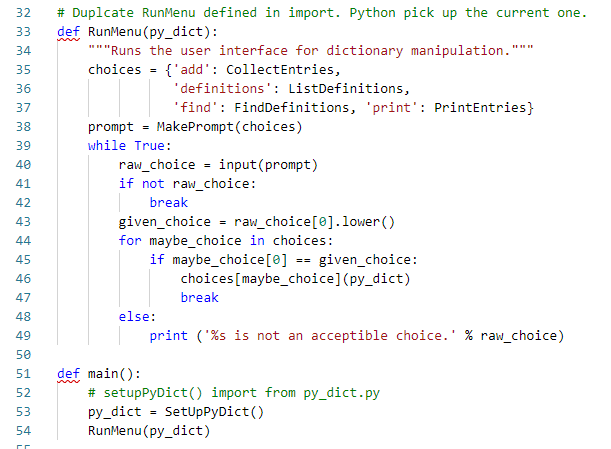 32 # Duplcate RunMenu defined in import. Python pick up the current one.
33 def RunMenu(py_dict):
34     """Runs the user interface for dictionary manipulation."""
35     choices = {'add': CollectEntries,
36                'definitions': ListDefinitions,
37                'find': FindDefinitions, 'print': PrintEntries}
38     prompt = MakePrompt(choices)
39     while True:
40         raw_choice = input(prompt)
41         if not raw_choice:
42             break
43         given_choice = raw_choice[0].lower()
44         for maybe_choice in choices:
45             if maybe_choice[0] == given_choice:
46                 choices[maybe_choice](py_dict)
47                 break
48         else:
49             print ('%s is not an acceptible choice.' % raw_choice)
50
51 def main():
52     # setupPyDict() import from py_dict.py
53     py_dict = SetUpPyDict()
54     RunMenu(py_dict)